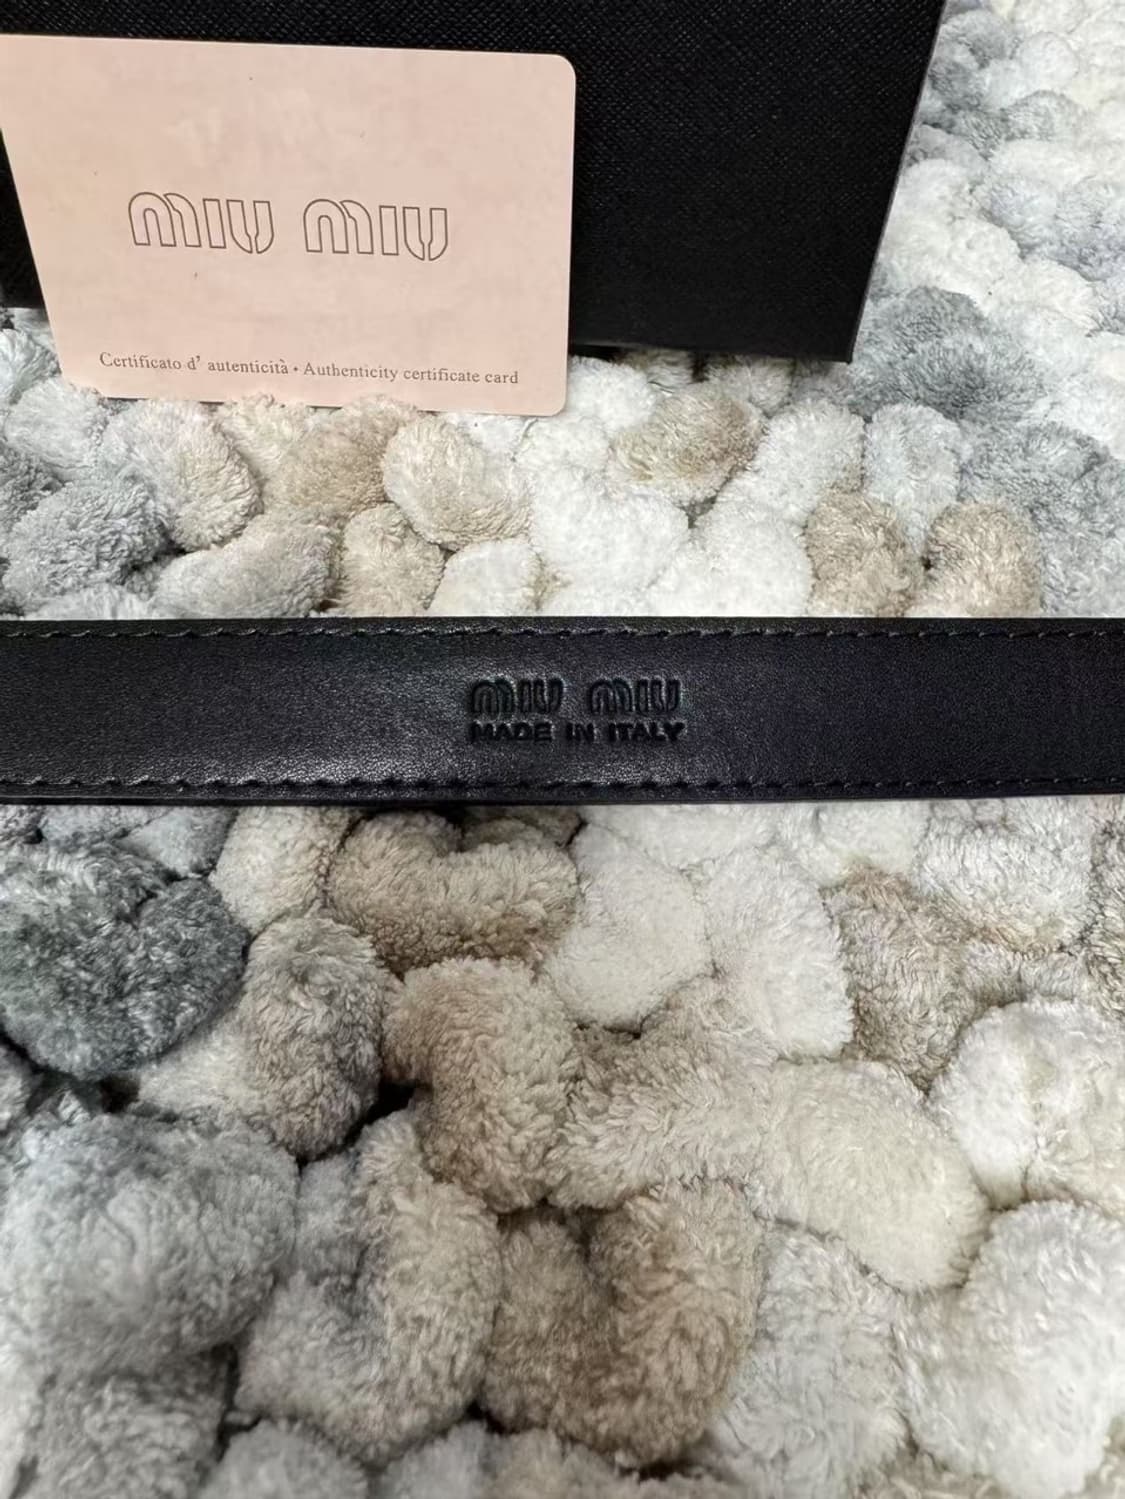 MIU MIU
Certificato d' autenticità • Authenticity certificate card
MIU MIU
MADE IN ITALY